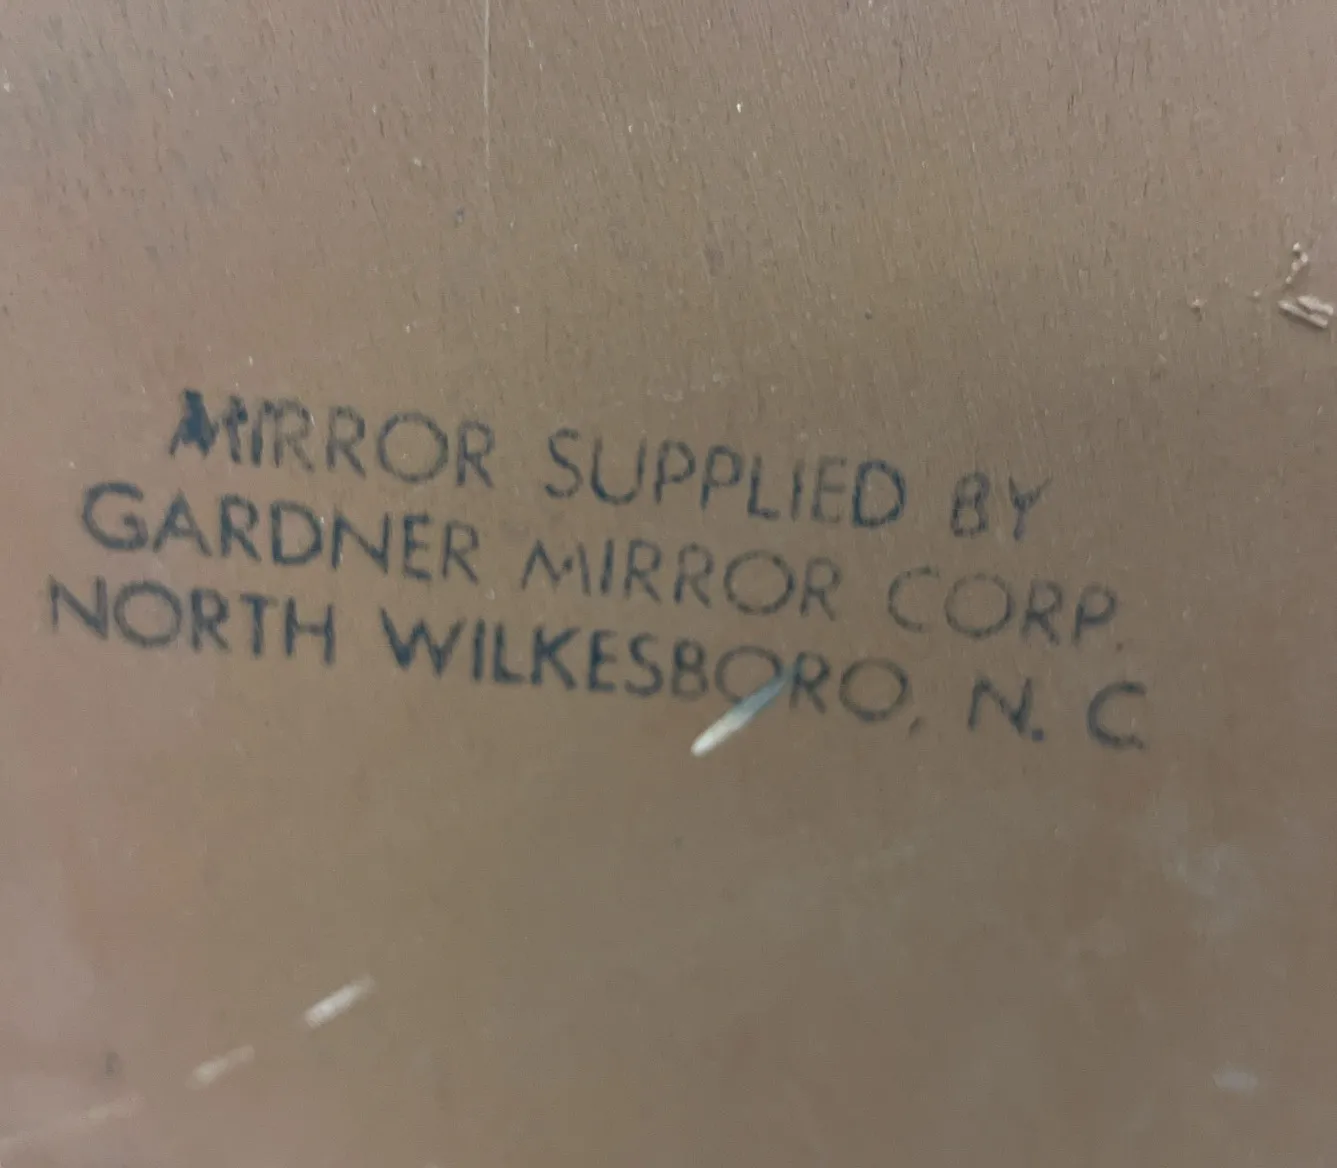 MIRROR SUPPLIED BY
GARDNER MIRROR CORP.
NORTH WILKESBORO, N. C